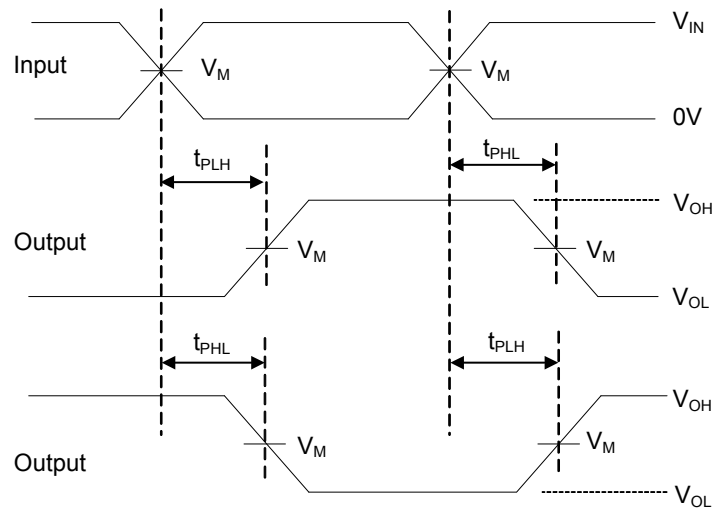 V_IN
Input
V_M
V_M
0V
t_PLH
t_PHL
V_OH
Output
V_M
V_M
V_OL
t_PHL
t_PLH
V_OH
V_M
V_M
Output
V_OL